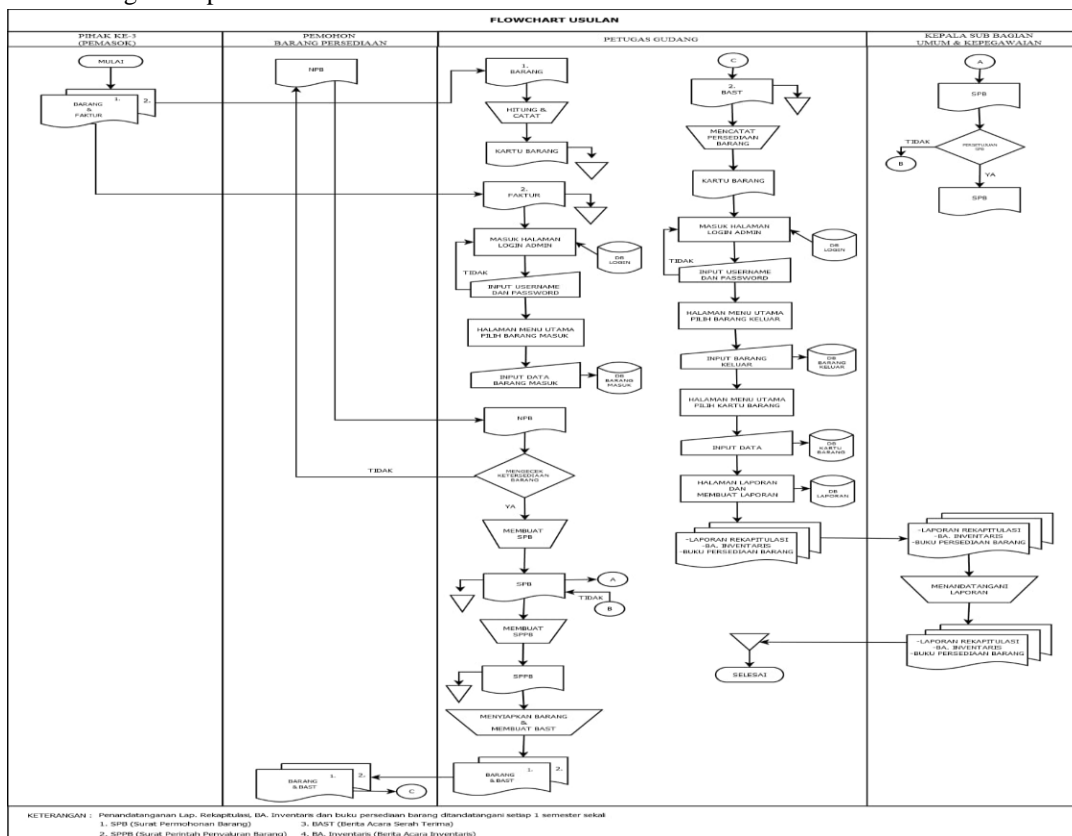 FLOWCHART USULAN
PIHAK KE-3
(PEMASOK)
PEMOHON
BARANG PERSEDIAAN
PETUGAS GUDANG
KEPALA SUB BAGIAN
UMUM & KEPEGAWAIAN
MULAI
BARANG
&
FAKTUR
1.
2.
NPB
1.
BARANG
HITUNG &
CATAT
KARTU BARANG
2.
FAKTUR
MASUK HALAMAN
LOGIN ADMIN
DB
LOGIN
TIDAK
INPUT USERNAME
DAN PASSWORD
HALAMAN MENU UTAMA
PILIH BARANG MASUK
INPUT DATA
BARANG MASUK
DB
BARANG
MASUK
NPB
MENGECEK
KETERSEDIAAN
BARANG
TIDAK
YA
MEMBUAT
SPB
SPB
A
TIDAK
B
MEMBUAT
SPPB
SPPB
MENYIAPKAN BARANG
&
MEMBUAT BAST
BARANG
&BAST
1.
2.
BARANG
&BAST
1.
2.
C
C
2.
BAST
MENCATAT
PERSEDIAAN
BARANG
KARTU BARANG
MASUK HALAMAN
LOGIN ADMIN
DB
LOGIN
TIDAK
INPUT USERNAME
DAN PASSWORD
HALAMAN MENU UTAMA
PILIH BARANG KELUAR
INPUT BARANG
KELUAR
DB
BARANG
KELUAR
HALAMAN MENU UTAMA
PILIH KARTU BARANG
INPUT DATA
DB
KARTU
BARANG
HALAMAN LAPORAN
DAN
MEMBUAT LAPORAN
DB
LAPORAN
-LAPORAN REKAPITULASI
-BA. INVENTARIS
-BUKU PERSEDIAAN BARANG
A
SPB
PERSETUJUAN
SPB
TIDAK
B
YA
SPB
-LAPORAN REKAPITULASI
-BA. INVENTARIS
-BUKU PERSEDIAAN BARANG
MENANDATANGANI
LAPORAN
-LAPORAN REKAPITULASI
-BA. INVENTARIS
-BUKU PERSEDIAAN BARANG
SELESAI
KETERANGAN : Penandatanganan Lap. Rekapitulasi, BA. Inventaris dan buku persediaan barang ditandatangani setiap 1 semester sekali
1. SPB (Surat Permohonan Barang) 3. BAST (Berita Acara Serah Terima)
2. SPPB (Surat Perintah Penyaluran Barang) 4. BA. Inventaris (Berita Acara Inventaris)